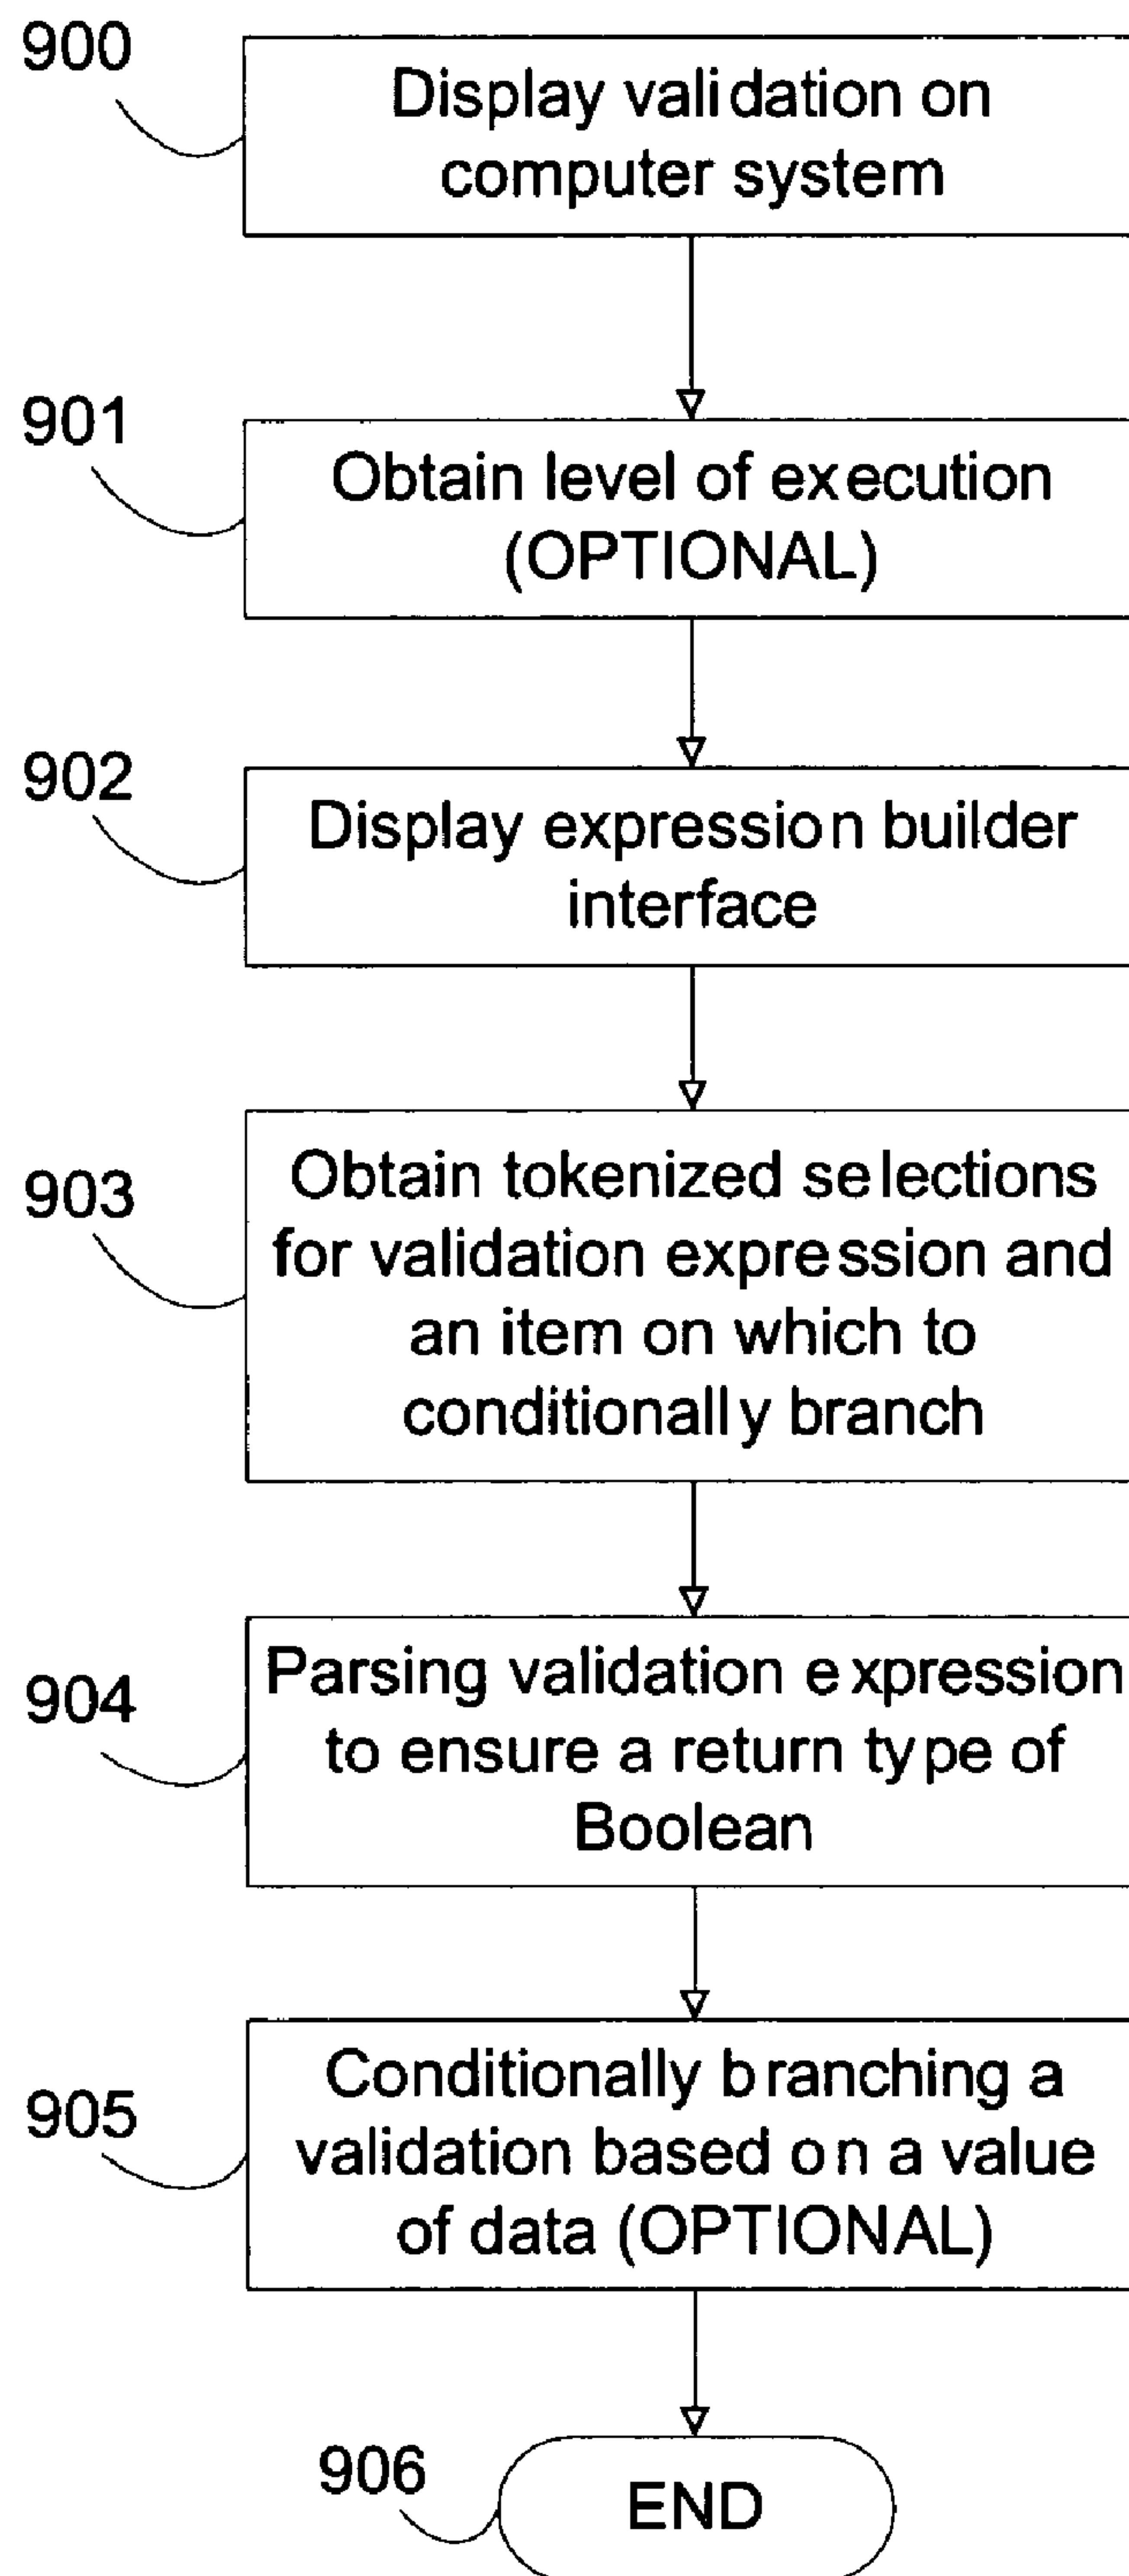 900
Display validation on
computer system
901
Obtain level of execution
(OPTIONAL)
902
Display expression builder
interface
903
Obtain tokenized selections
for validation expression and
an item on which to
conditionally branch
904
Parsing validation expression
to ensure a return type of
Boolean
905
Conditionally branching a
validation based on a value
of data (OPTIONAL)
906
END